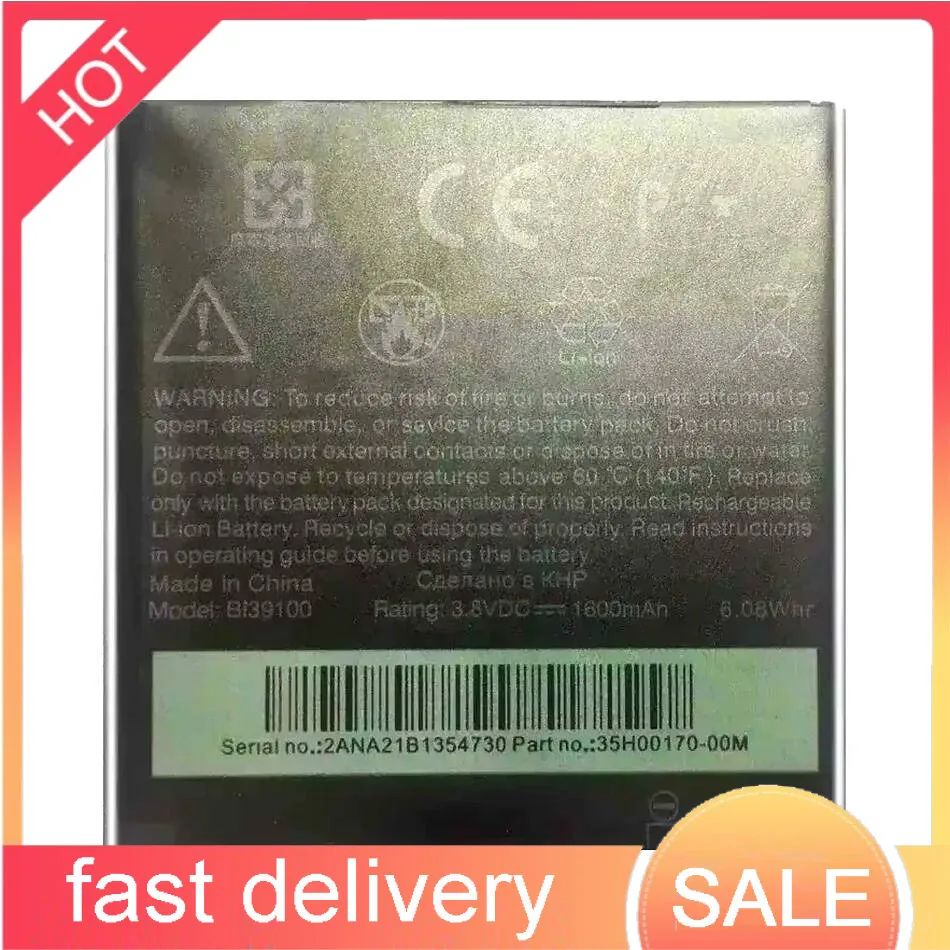 HOT
CE
Li-ion
WARNING: To reduce risk of fire or burns, do not attempt to
open, disassemble, or sevice the battery pack. Do not crush,
puncture, short external contacts or dispose of in fire or water.
Do not expose to temperatures above 60 °C (140°F). Replace
only with the battery pack designated for this product. Rechargeable
Li-ion Battery. Recycle or dispose of properly. Read instructions
in operating guide before using the battery.
Made in China Сделано в КНР
Model: BI39100 Rating: 3.8VDC⎓1600mAh 6.08Whr
Serial no.:2ANA21B1354730 Part no.:35H00170-00M
fast delivery
SALE